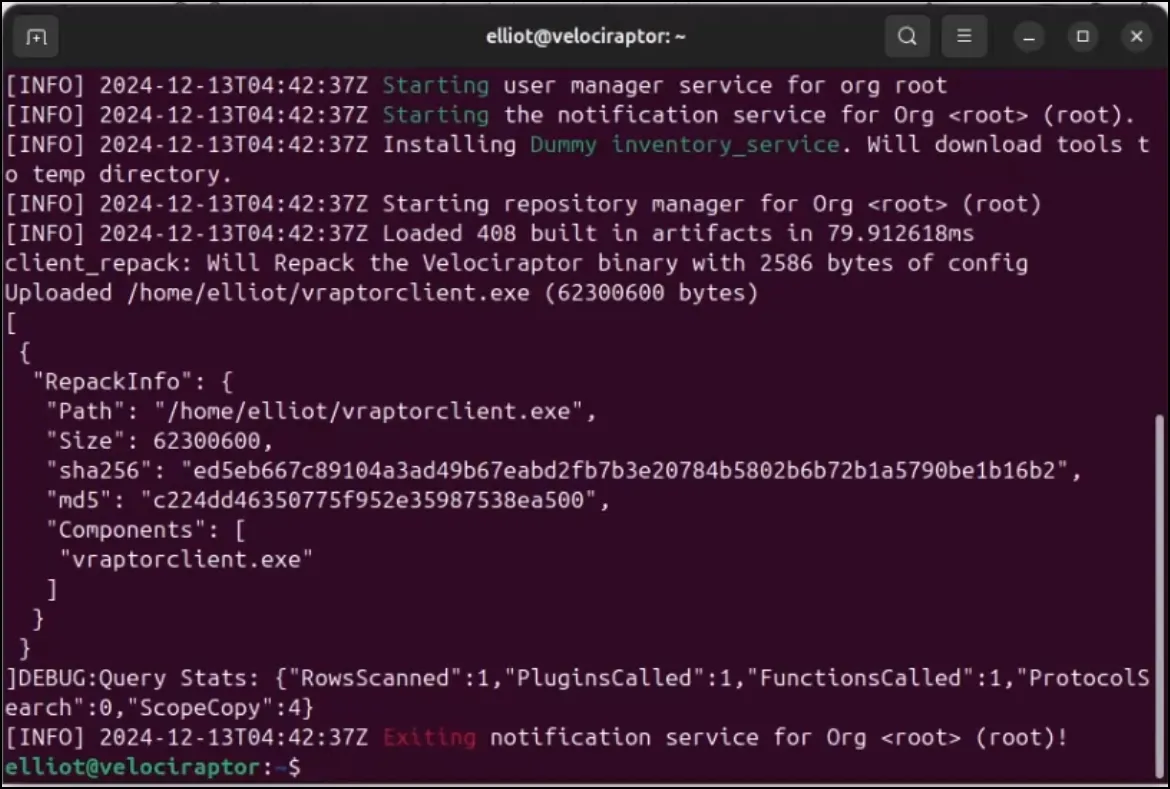 elliot@velociraptor: ~
[INFO] 2024-12-13T04:42:37Z Starting user manager service for org root
[INFO] 2024-12-13T04:42:37Z Starting the notification service for Org <root> (root).
[INFO] 2024-12-13T04:42:37Z Installing Dummy inventory_service. Will download tools t
o temp directory.
[INFO] 2024-12-13T04:42:37Z Starting repository manager for Org <root> (root)
[INFO] 2024-12-13T04:42:37Z Loaded 408 built in artifacts in 79.912618ms
client_repack: Will Repack the Velociraptor binary with 2586 bytes of config
Uploaded /home/elliot/vraptorclient.exe (62300600 bytes)
[
 {
  "RepackInfo": {
   "Path": "/home/elliot/vraptorclient.exe",
   "Size": 62300600,
   "sha256": "ed5eb667c89104a3ad49b67eabd2fb7b3e20784b5802b6b72b1a5790be1b16b2",
   "md5": "c224dd46350775f952e35987538ea500",
   "Components": [
    "vraptorclient.exe"
   ]
  }
 }
]DEBUG:Query Stats: {"RowsScanned":1,"PluginsCalled":1,"FunctionsCalled":1,"ProtocolS
earch":0,"ScopeCopy":4}
[INFO] 2024-12-13T04:42:37Z Exiting notification service for Org <root> (root)!
elliot@velociraptor:~$